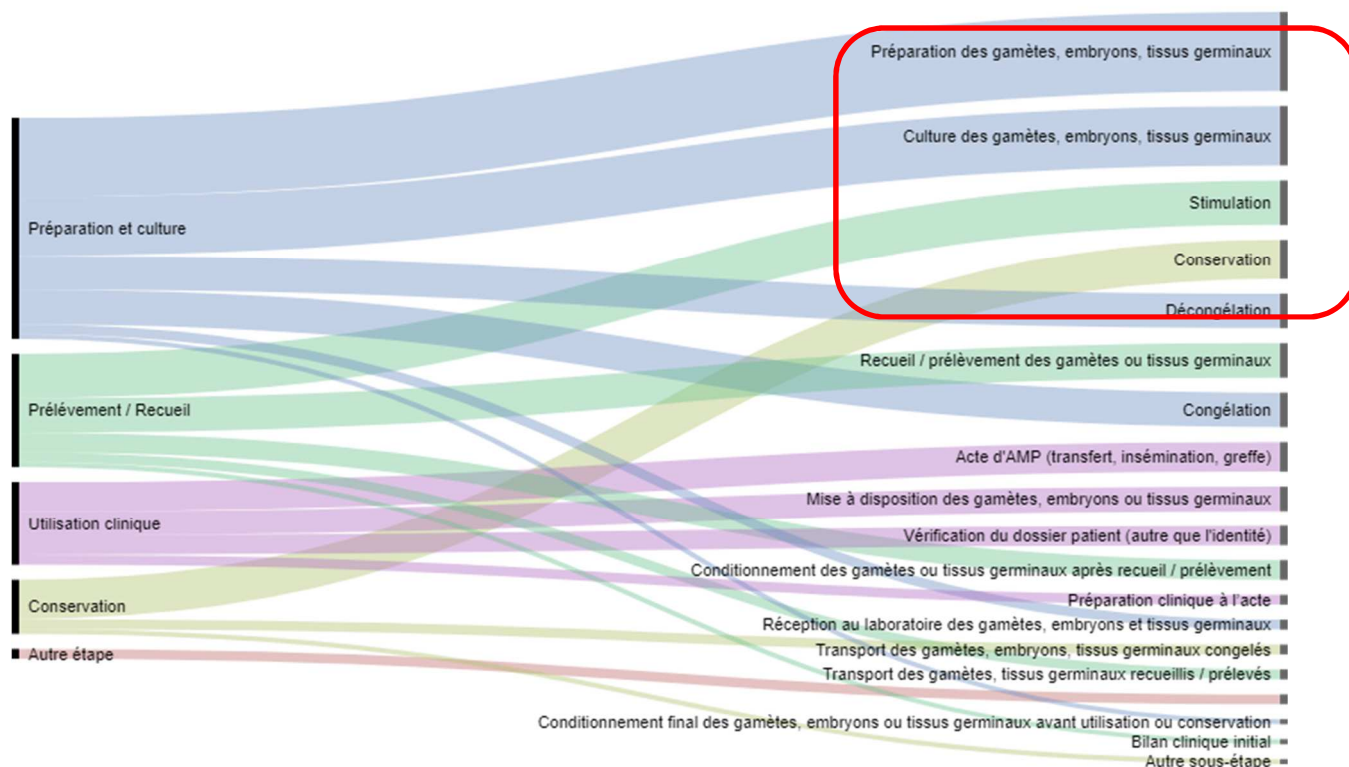 Préparation et culture
Prélévement / Recueil
Utilisation clinique
Conservation
Autre étape
Préparation des gamètes, embryons, tissus germinaux
Culture des gamètes, embryons, tissus germinaux
Stimulation
Conservation
Décongélation
Recueil / prélèvement des gamètes ou tissus germinaux
Congélation
Acte d'AMP (transfert, insémination, greffe)
Mise à disposition des gamètes, embryons ou tissus germinaux
Vérification du dossier patient (autre que l'identité)
Conditionnement des gamètes ou tissus germinaux après recueil / prélèvement
Préparation clinique à l'acte
Réception au laboratoire des gamètes, embryons et tissus germinaux
Transport des gamètes, embryons, tissus germinaux congelés
Transport des gamètes, tissus germinaux recueillis / prélevés
Conditionnement final des gamètes, embryons ou tissus germinaux avant utilisation ou conservation
Bilan clinique initial
Autre sous-étape